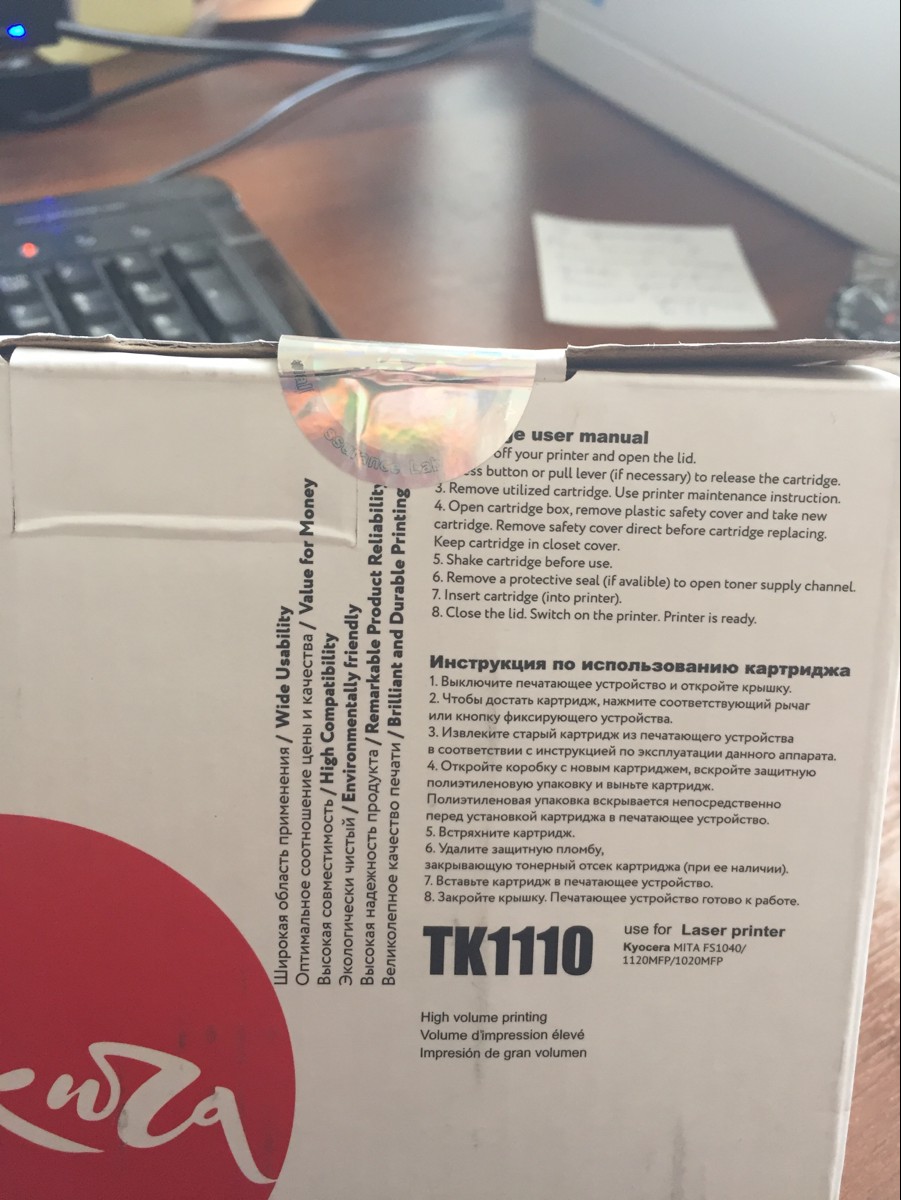 ge user manual
off your printer and open the lid.
ss button or pull lever (if necessary) to release the cartridge.
3. Remove utilized cartridge. Use printer maintenance instruction.
4. Open cartridge box, remove plastic safety cover and take new
cartridge. Remove safety cover direct before cartridge replacing.
Keep cartridge in closet cover.
5. Shake cartridge before use.
6. Remove a protective seal (if avalible) to open toner supply channel.
7. Insert cartridge (into printer).
8. Close the lid. Switch on the printer. Printer is ready.
Инструкция по использованию картриджа
1. Выключите печатающее устройство и откройте крышку.
2. Чтобы достать картридж, нажмите соответствующий рычаг
или кнопку фиксирующего устройства.
3. Извлеките старый картридж из печатающего устройства
в соответствии с инструкцией по эксплуатации данного аппарата.
4. Откройте коробку с новым картриджем, вскройте защитную
полиэтиленовую упаковку и выньте картридж.
Полиэтиленовая упаковка вскрывается непосредственно
перед установкой картриджа в печатающее устройство.
5. Встряхните картридж.
6. Удалите защитную пломбу,
закрывающую тонерный отсек картриджа (при ее наличии).
7. Вставьте картридж в печатающее устройство.
8. Закройте крышку. Печатающее устройство готово к работе.
TK1110
use for Laser printer
Kyocera MITA FS1040/
1120MFP/1020MFP
High volume printing
Volume d'impression élevé
Impresión de gran volumen
Широкая область применения / Wide Usability
Оптимальное соотношение цены и качества / Value for Money
Высокая совместимость / High Compatibility
Экологически чистый / Environmentally friendly
Высокая надежность продукта / Remarkable Product Reliability
Великолепное качество печати / Brilliant and Durable Printing